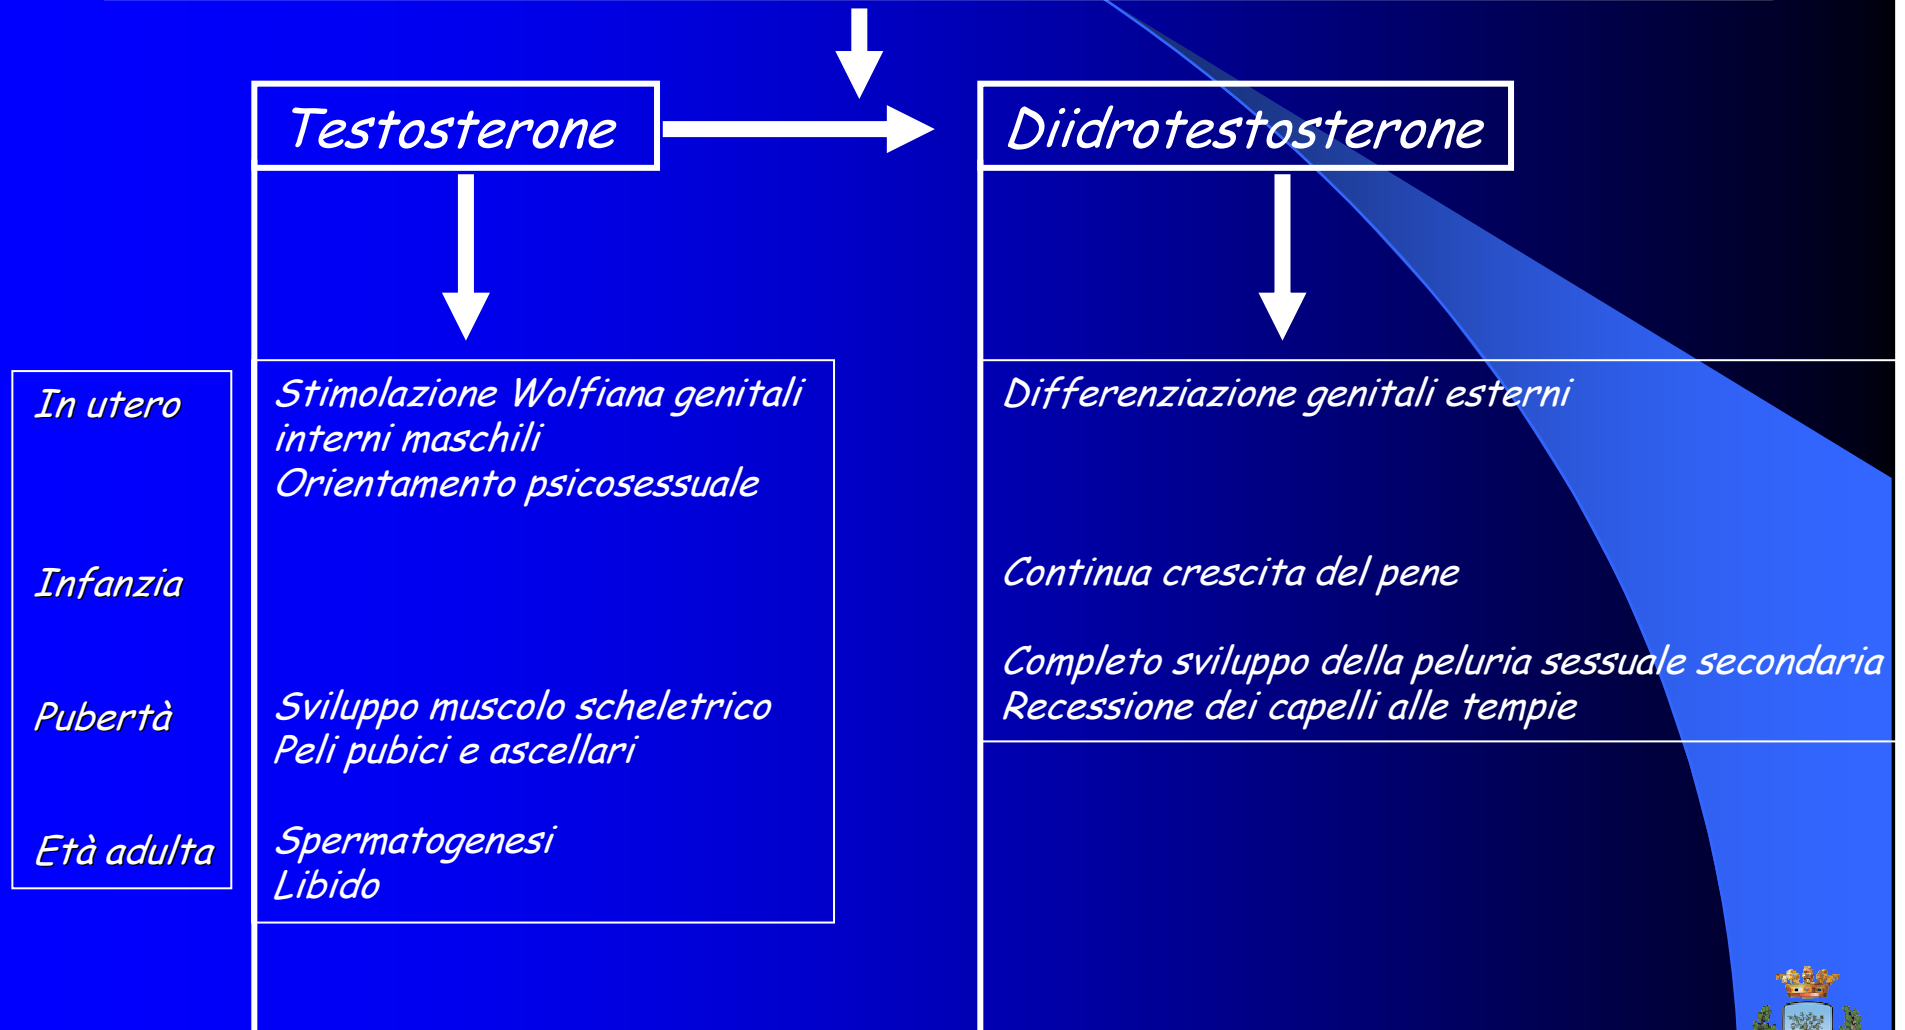 Testosterone
Diidrotestosterone
In utero
Infanzia
Pubertà
Età adulta
Stimolazione Wolfiana genitali
interni maschili
Orientamento psicosessuale
Sviluppo muscolo scheletrico
Peli pubici e ascellari
Spermatogenesi
Libido
Differenziazione genitali esterni
Continua crescita del pene
Completo sviluppo della peluria sessuale secondaria
Recessione dei capelli alle tempie